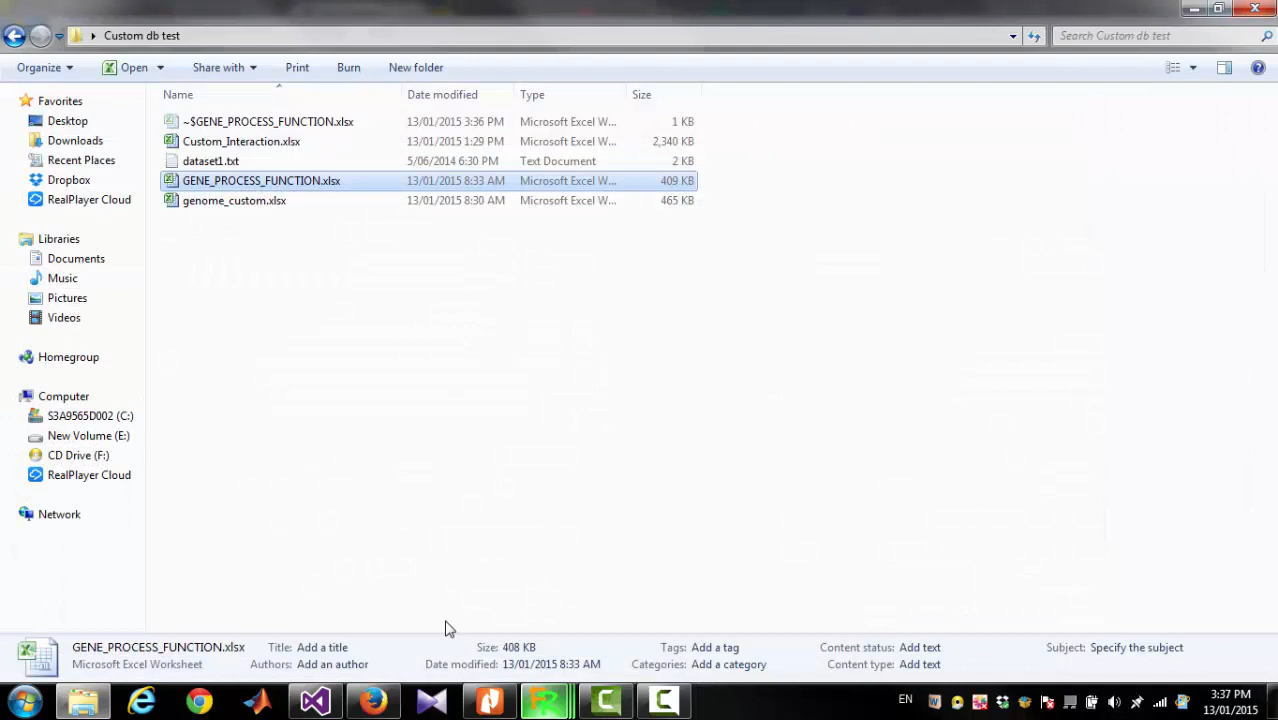 Custom db test
Search Custom db test
Organize Open Share with Print Burn New folder
Name Date modified Type Size
Favorites
Desktop
Downloads
Recent Places
Dropbox
RealPlayer Cloud
Libraries
Documents
Music
Pictures
Videos
Homegroup
Computer
S3A9565D002 (C:)
New Volume (E:)
CD Drive (F:)
RealPlayer Cloud
Network
~$GENE_PROCESS_FUNCTION.xlsx 13/01/2015 3:36 PM Microsoft Excel W... 1 KB
Custom_Interaction.xlsx 13/01/2015 1:29 PM Microsoft Excel W... 2,340 KB
dataset1.txt 5/06/2014 6:30 PM Text Document 2 KB
GENE_PROCESS_FUNCTION.xlsx 13/01/2015 8:33 AM Microsoft Excel W... 409 KB
genome_custom.xlsx 13/01/2015 8:30 AM Microsoft Excel W... 465 KB
GENE_PROCESS_FUNCTION.xlsx Title: Add a title Size: 408 KB Tags: Add a tag Content status: Add text Subject: Specify the subject
Microsoft Excel Worksheet Authors: Add an author Date modified: 13/01/2015 8:33 AM Categories: Add a category Content type: Add text
EN
3:37 PM
13/01/2015